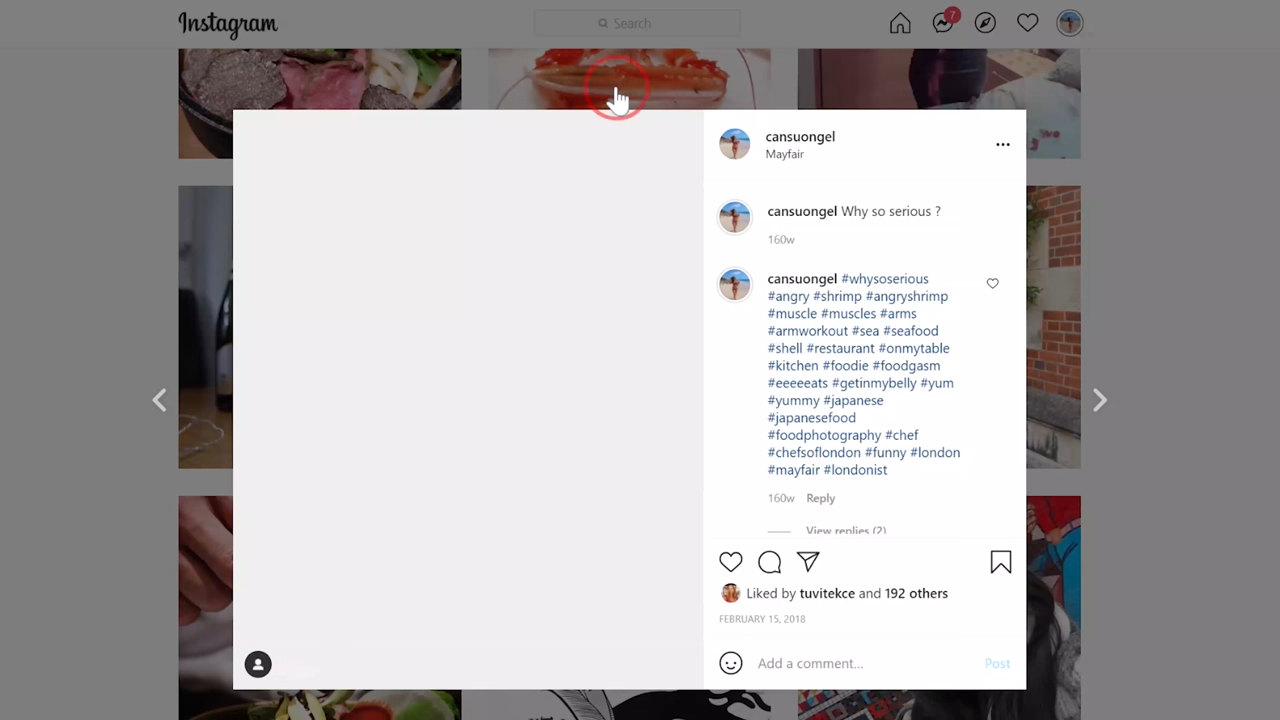 Instagram
Search
7
cansuongel
Mayfair
cansuongel Why so serious ?
160w
cansuongel #whysoserious
#angry #shrimp #angryshrimp
#muscle #muscles #arms
#armworkout #sea #seafood
#shell #restaurant #onmytable
#kitchen #foodie #foodgasm
#eeeeeats #getinmybelly #yum
#yummy #japanese
#japanesefood
#foodphotography #chef
#chefsoflondon #funny #london
#mayfair #londonist
160w Reply
View replies (2)
Liked by tuvitekce and 192 others
FEBRUARY 15, 2018
Add a comment... Post